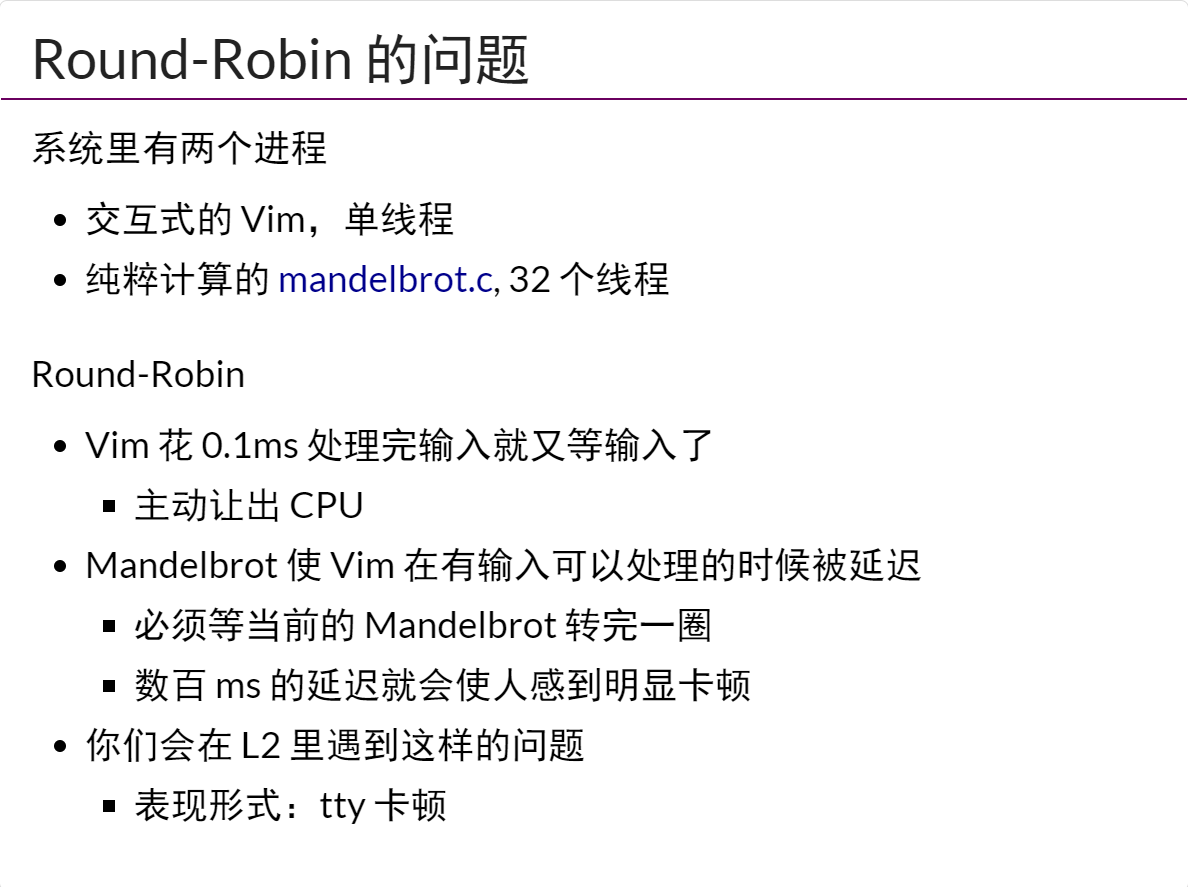 Round-Robin 的问题
系统里有两个进程
交互式的 Vim，单线程
纯粹计算的 mandelbrot.c, 32 个线程
Round-Robin
Vim 花 0.1ms 处理完输入就又等输入了
主动让出 CPU
Mandelbrot 使 Vim 在有输入可以处理的时候被延迟
必须等当前的 Mandelbrot 转完一圈
数百 ms 的延迟就会使人感到明显卡顿
你们会在 L2 里遇到这样的问题
表现形式：tty 卡顿